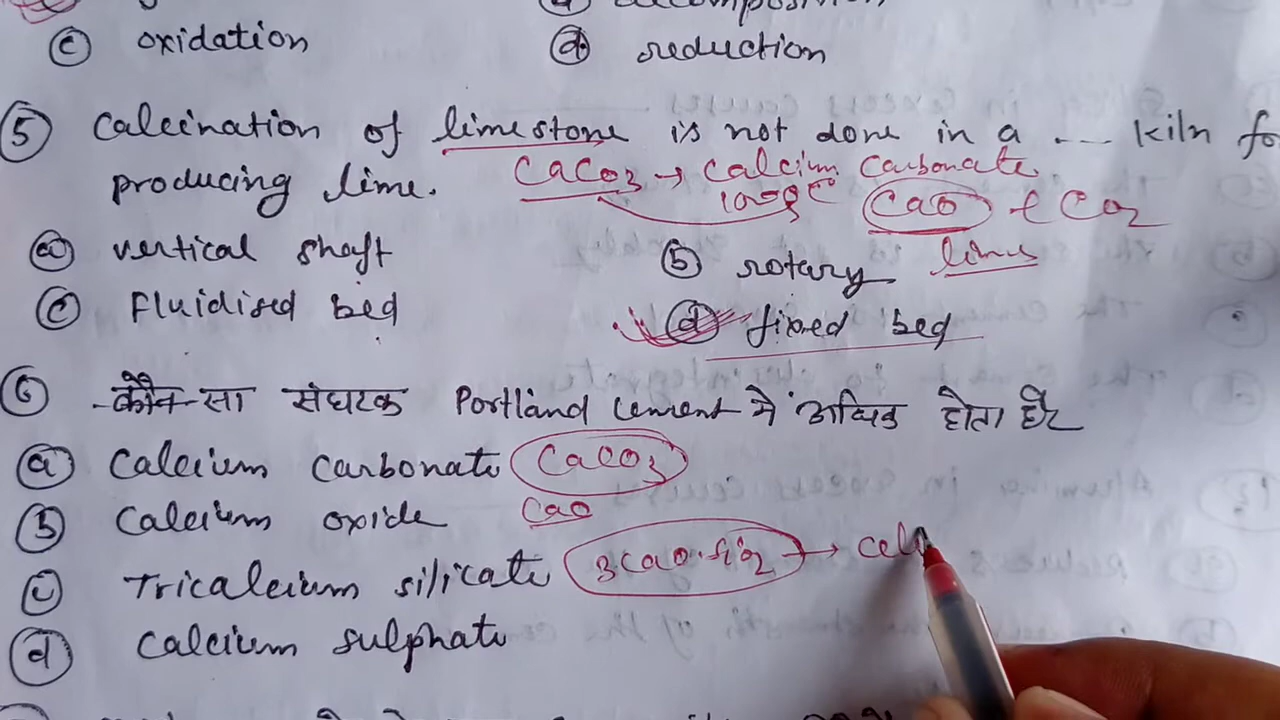 ⓓ decomposition
ⓒ oxidation ⓓ reduction
⑤ Calcination of limestone is not done in a --- kiln fo
producing lime. CaCO3 → calcium Carbonate
1000°C CaO + CO2
ⓐ vertical shaft ⓑ rotary lime
ⓒ Fluidised bed ⓓ fixed bed
⑥ कौन सा संघटक Portland cement मे अधिक होता है
ⓐ Calcium carbonate CaCO3
ⓑ Calcium oxide CaO
ⓒ Tricalcium silicate 3CaO.SiO2 → cel
ⓓ Calcium sulphate